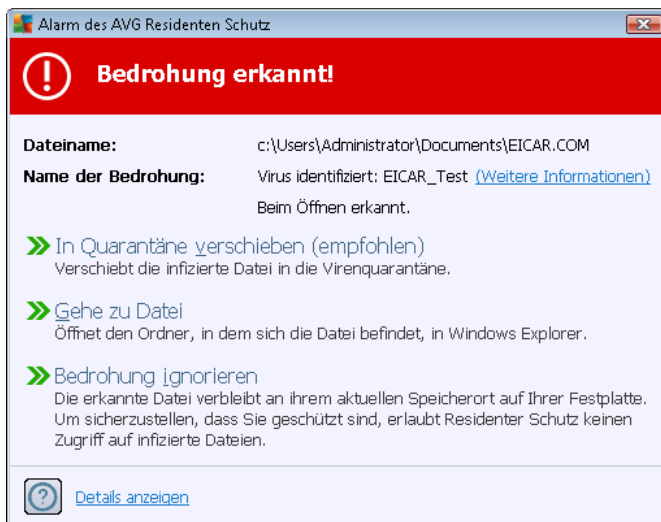 Alarm des AVG Residenten Schutz
Bedrohung erkannt!
Dateiname: c:\Users\Administrator\Documents\EICAR.COM
Name der Bedrohung: Virus identifiziert: EICAR_Test (Weitere Informationen)
Beim Öffnen erkannt.
In Quarantäne verschieben (empfohlen)
Verschiebt die infizierte Datei in die Virenquarantäne.
Gehe zu Datei
Öffnet den Ordner, in dem sich die Datei befindet, in Windows Explorer.
Bedrohung ignorieren
Die erkannte Datei verbleibt an ihrem aktuellen Speicherort auf Ihrer Festplatte.
Um sicherzustellen, dass Sie geschützt sind, erlaubt Residenter Schutz keinen
Zugriff auf infizierte Dateien.
Details anzeigen